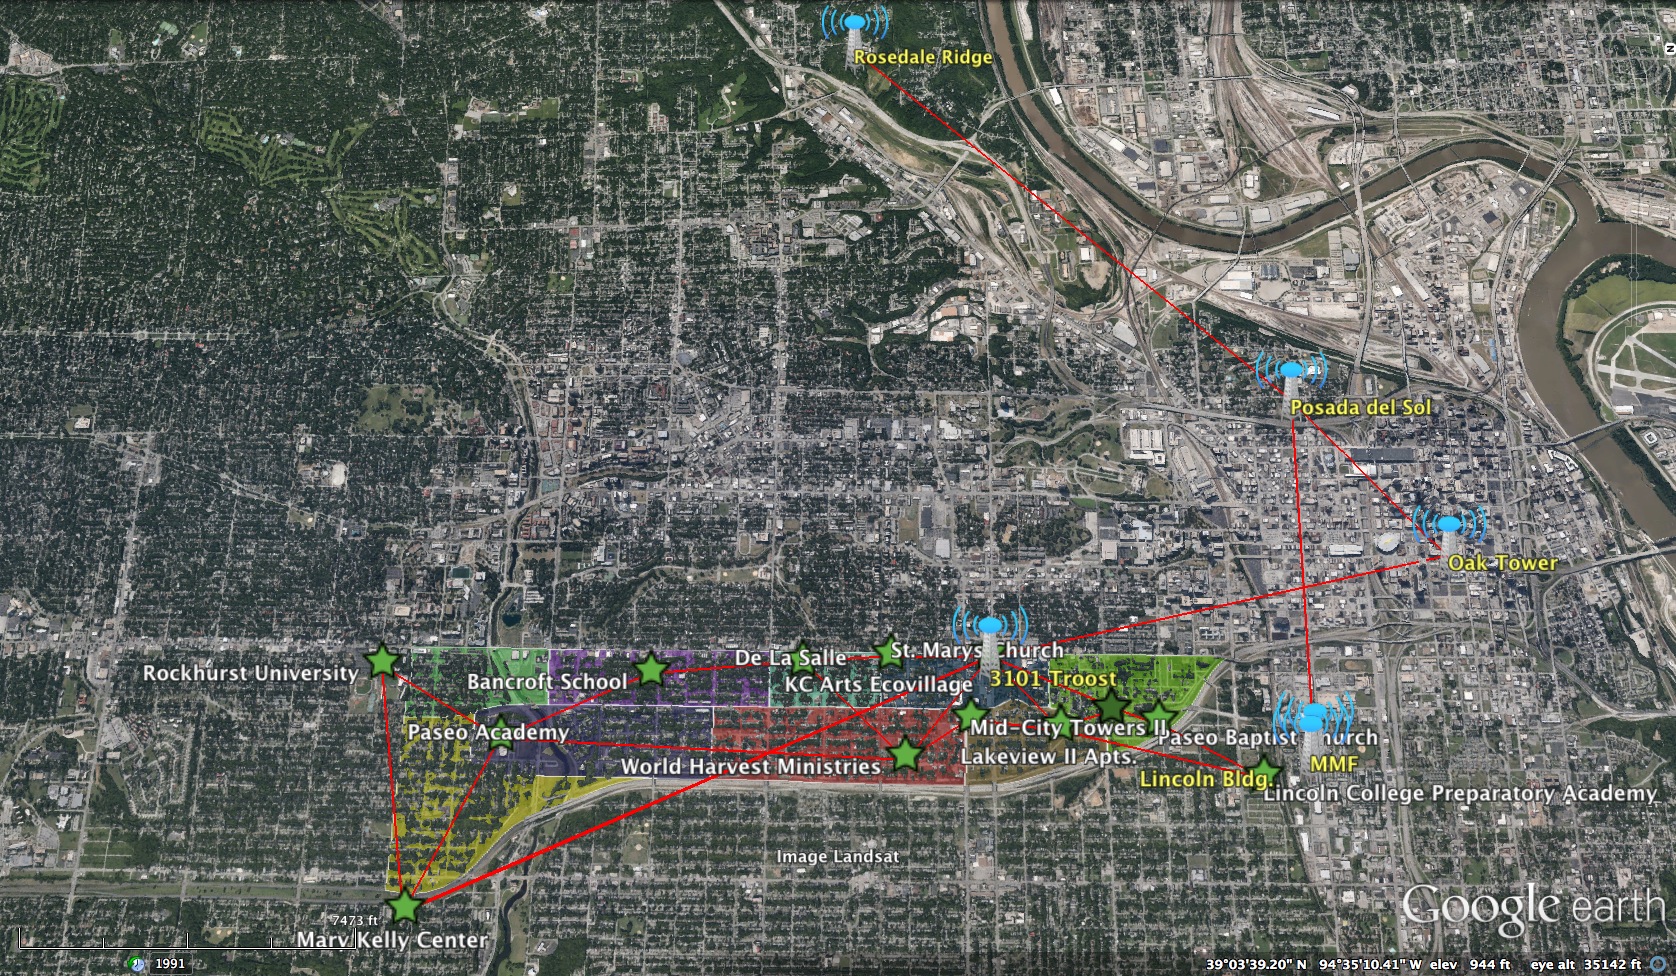 Rosedale Ridge
Posada del Sol
Oak Tower
St. Marys Church
De La Salle
Rockhurst University
Bancroft School
KC Arts Ecovillage
3101 Troost
Paseo Academy
Mid-City Towers II
Paseo Baptist Church
Lakeview II Apts.
World Harvest Ministries
MMF
Lincoln Bldg.
Lincoln College Preparatory Academy
Image Landsat
Google earth
7473 ft
Mary Kelly Center
1991
39°03'39.20" N 94°35'10.41" W elev 944 ft eye alt 35142 ft
N